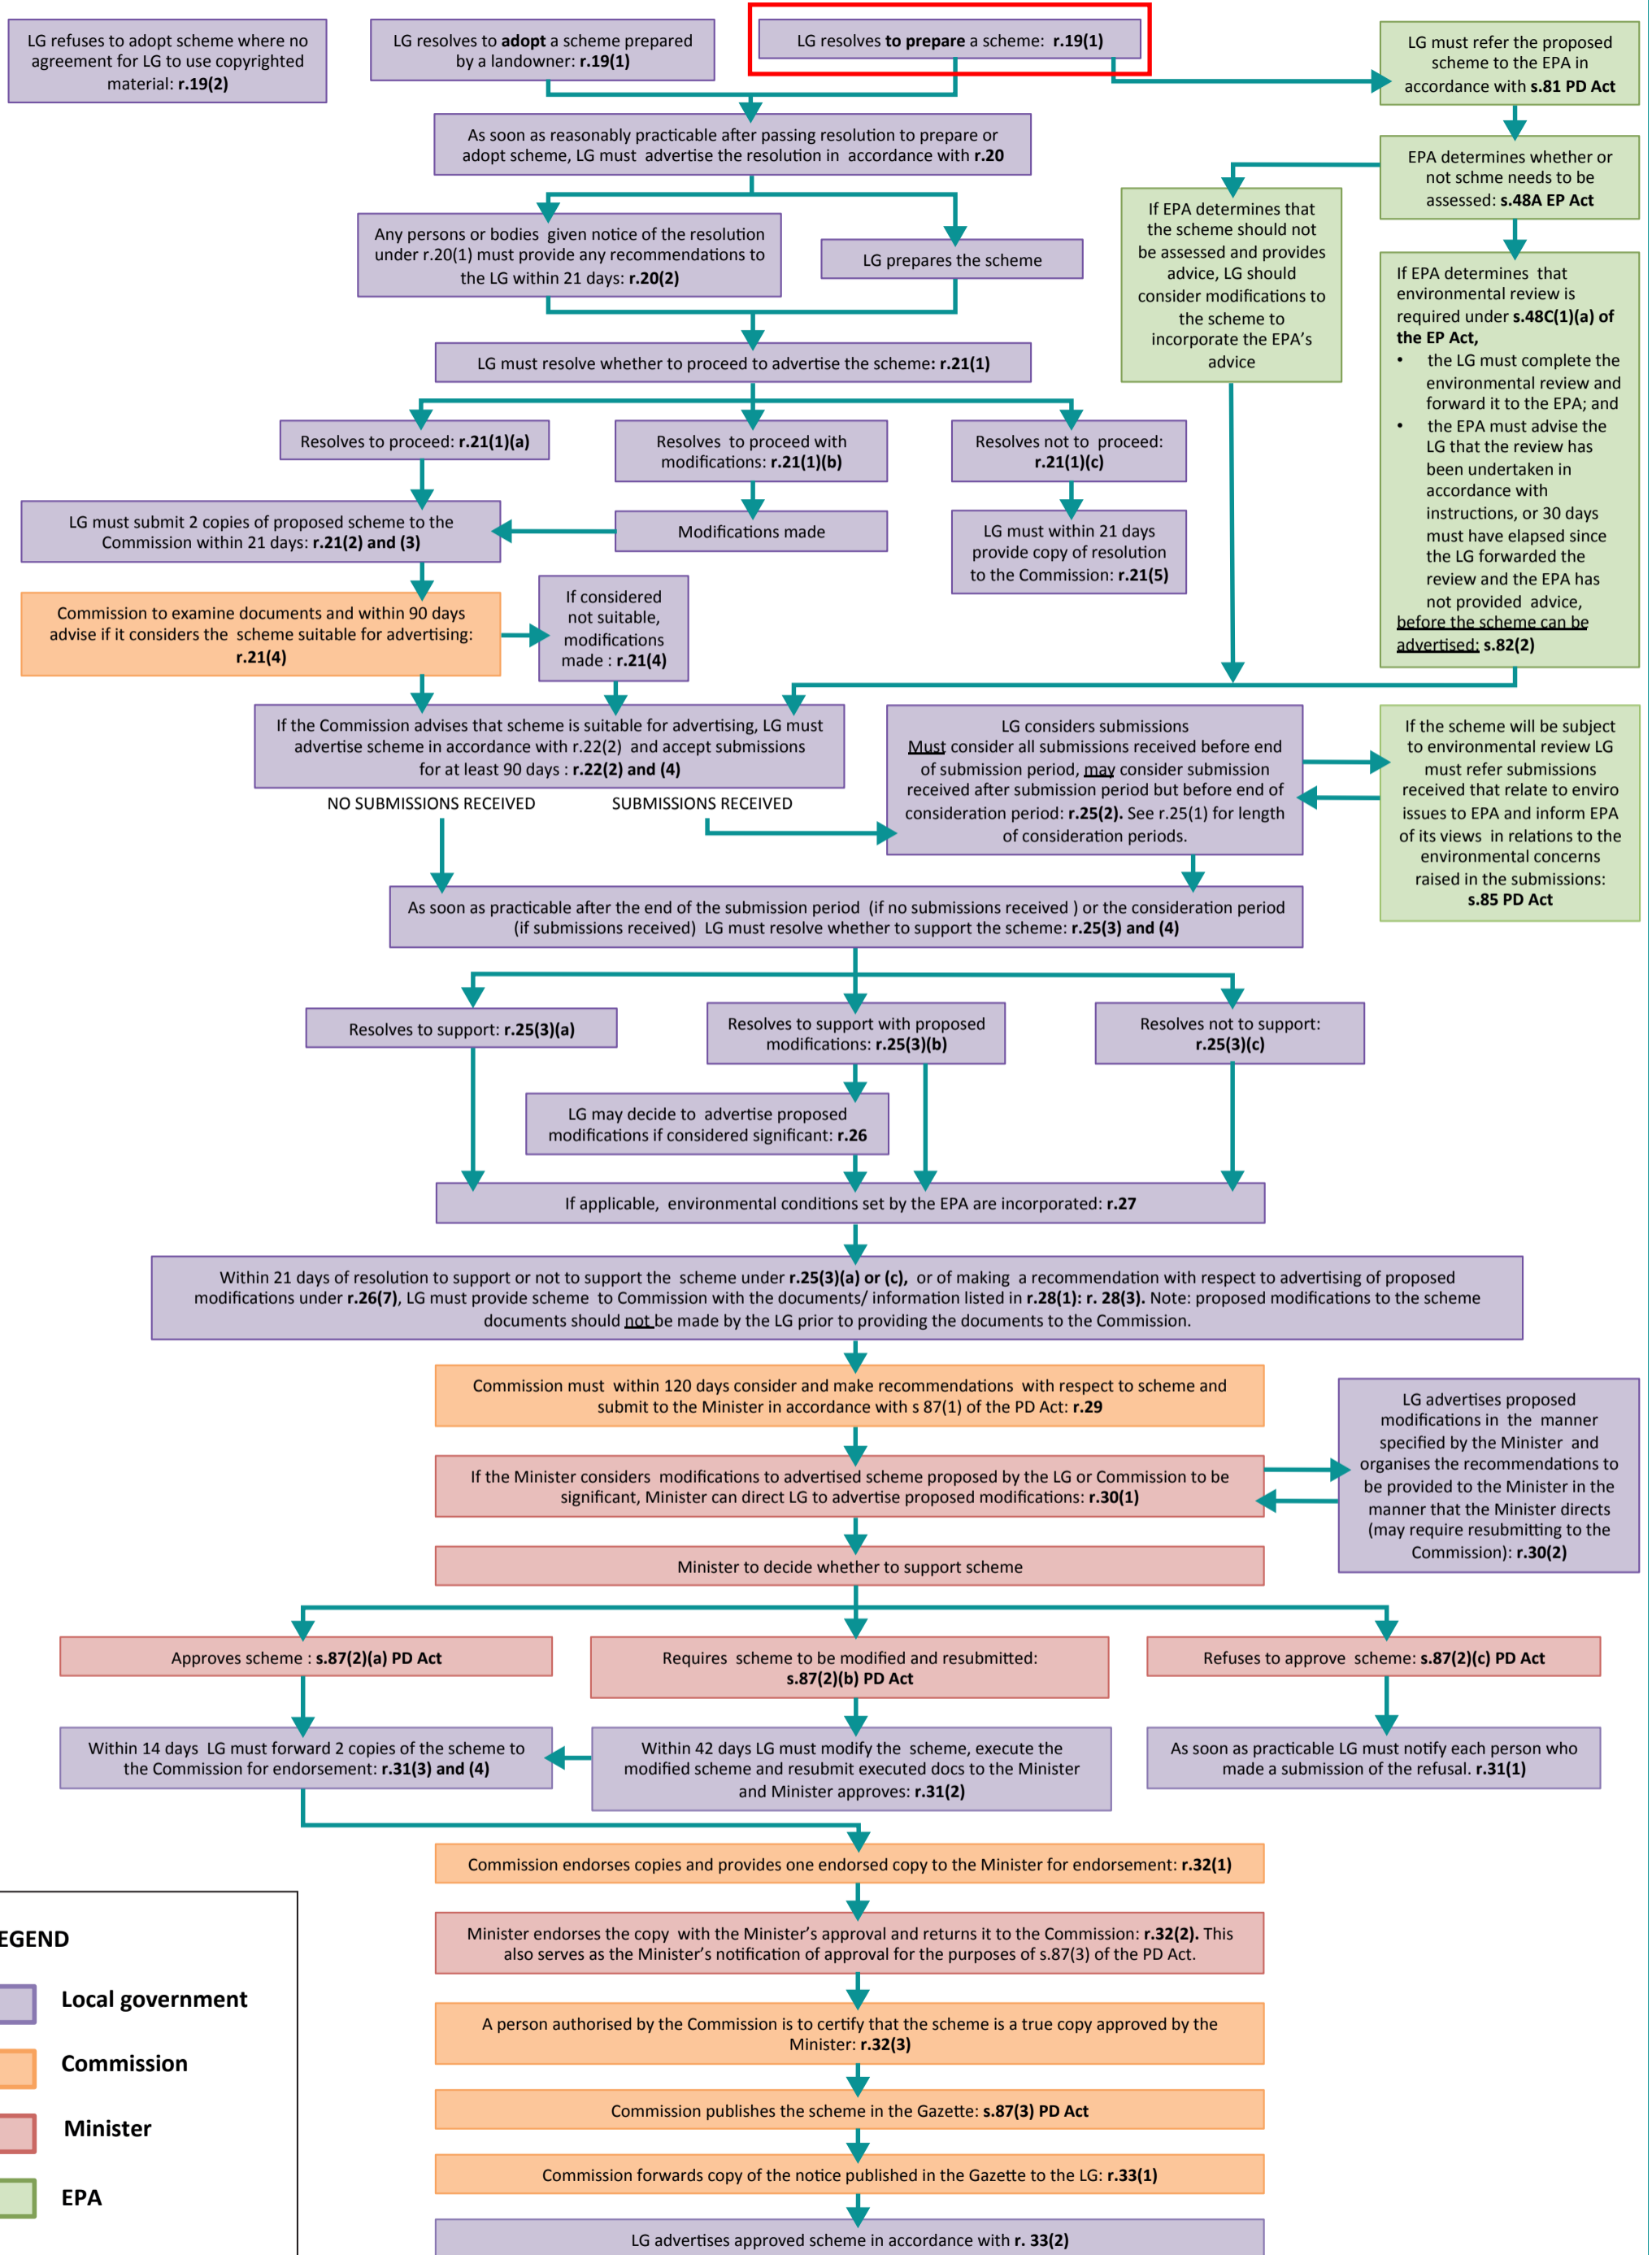 LG refuses to adopt scheme where no
agreement for LG to use copyrighted
material: r.19(2)
LG resolves to adopt a scheme prepared
by a landowner: r.19(1)
LG resolves to prepare a scheme: r.19(1)
LG must refer the proposed
scheme to the EPA in
accordance with s.81 PD Act
As soon as reasonably practicable after passing resolution to prepare or
adopt scheme, LG must advertise the resolution in accordance with r.20
EPA determines whether or
not schme needs to be
assessed: s.48A EP Act
Any persons or bodies given notice of the resolution
under r.20(1) must provide any recommendations to
the LG within 21 days: r.20(2)
LG prepares the scheme
If EPA determines that
the scheme should not
be assessed and provides
advice, LG should
consider modifications to
the scheme to
incorporate the EPA's
advice
If EPA determines that
environmental review is
required under s.48C(1)(a) of
the EP Act,
• the LG must complete the
environmental review and
forward it to the EPA; and
• the EPA must advise the
LG that the review has
been undertaken in
accordance with
instructions, or 30 days
must have elapsed since
the LG forwarded the
review and the EPA has
not provided advice,
before the scheme can be
advertised: s.82(2)
LG must resolve whether to proceed to advertise the scheme: r.21(1)
Resolves to proceed: r.21(1)(a)
Resolves to proceed with
modifications: r.21(1)(b)
Resolves not to proceed:
r.21(1)(c)
LG must submit 2 copies of proposed scheme to the
Commission within 21 days: r.21(2) and (3)
Modifications made
LG must within 21 days
provide copy of resolution
to the Commission: r.21(5)
Commission to examine documents and within 90 days
advise if it considers the scheme suitable for advertising:
r.21(4)
If considered
not suitable,
modifications
made : r.21(4)
If the Commission advises that scheme is suitable for advertising, LG must
advertise scheme in accordance with r.22(2) and accept submissions
for at least 90 days : r.22(2) and (4)
LG considers submissions
Must consider all submissions received before end
of submission period, may consider submission
received after submission period but before end of
consideration period: r.25(2). See r.25(1) for length
of consideration periods.
If the scheme will be subject
to environmental review LG
must refer submissions
received that relate to enviro
issues to EPA and inform EPA
of its views in relations to the
environmental concerns
raised in the submissions:
s.85 PD Act
NO SUBMISSIONS RECEIVED
SUBMISSIONS RECEIVED
As soon as practicable after the end of the submission period (if no submissions received ) or the consideration period
(if submissions received) LG must resolve whether to support the scheme: r.25(3) and (4)
Resolves to support: r.25(3)(a)
Resolves to support with proposed
modifications: r.25(3)(b)
Resolves not to support:
r.25(3)(c)
LG may decide to advertise proposed
modifications if considered significant: r.26
If applicable, environmental conditions set by the EPA are incorporated: r.27
Within 21 days of resolution to support or not to support the scheme under r.25(3)(a) or (c), or of making a recommendation with respect to advertising of proposed
modifications under r.26(7), LG must provide scheme to Commission with the documents/ information listed in r.28(1): r. 28(3). Note: proposed modifications to the scheme
documents should not be made by the LG prior to providing the documents to the Commission.
Commission must within 120 days consider and make recommendations with respect to scheme and
submit to the Minister in accordance with s 87(1) of the PD Act: r.29
If the Minister considers modifications to advertised scheme proposed by the LG or Commission to be
significant, Minister can direct LG to advertise proposed modifications: r.30(1)
LG advertises proposed
modifications in the manner
specified by the Minister and
organises the recommendations to
be provided to the Minister in the
manner that the Minister directs
(may require resubmitting to the
Commission): r.30(2)
Minister to decide whether to support scheme
Approves scheme : s.87(2)(a) PD Act
Requires scheme to be modified and resubmitted:
s.87(2)(b) PD Act
Refuses to approve scheme: s.87(2)(c) PD Act
Within 14 days LG must forward 2 copies of the scheme to
the Commission for endorsement: r.31(3) and (4)
Within 42 days LG must modify the scheme, execute the
modified scheme and resubmit executed docs to the Minister
and Minister approves: r.31(2)
As soon as practicable LG must notify each person who
made a submission of the refusal. r.31(1)
Commission endorses copies and provides one endorsed copy to the Minister for endorsement: r.32(1)
Minister endorses the copy with the Minister's approval and returns it to the Commission: r.32(2). This
also serves as the Minister's notification of approval for the purposes of s.87(3) of the PD Act.
A person authorised by the Commission is to certify that the scheme is a true copy approved by the
Minister: r.32(3)
Commission publishes the scheme in the Gazette: s.87(3) PD Act
Commission forwards copy of the notice published in the Gazette to the LG: r.33(1)
LG advertises approved scheme in accordance with r. 33(2)
EGEND
Local government
Commission
Minister
EPA